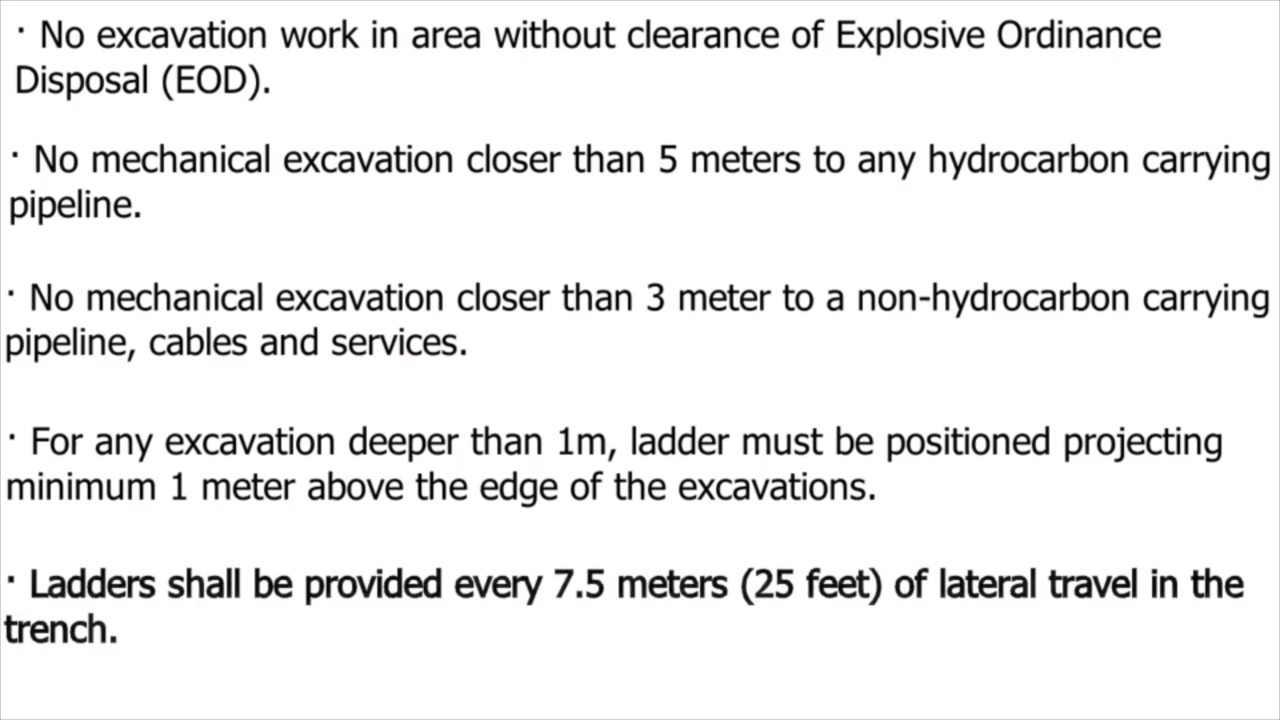 · No excavation work in area without clearance of Explosive Ordinance
Disposal (EOD).
· No mechanical excavation closer than 5 meters to any hydrocarbon carrying
pipeline.
· No mechanical excavation closer than 3 meter to a non-hydrocarbon carrying
pipeline, cables and services.
· For any excavation deeper than 1m, ladder must be positioned projecting
minimum 1 meter above the edge of the excavations.
· Ladders shall be provided every 7.5 meters (25 feet) of lateral travel in the
trench.